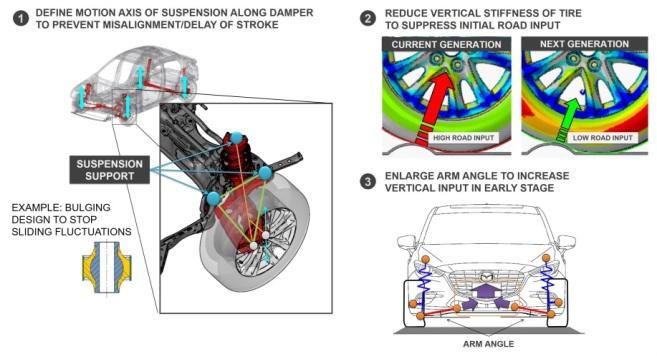 1 DEFINE MOTION AXIS OF SUSPENSION ALONG DAMPER
TO PREVENT MISALIGNMENT/DELAY OF STROKE
SUSPENSION
SUPPORT
EXAMPLE: BULGING
DESIGN TO STOP
SLIDING FLUCTUATIONS
2 REDUCE VERTICAL STIFFNESS OF TIRE
TO SUPPRESS INITIAL ROAD INPUT
CURRENT GENERATION
HIGH ROAD INPUT
NEXT GENERATION
LOW ROAD INPUT
3 ENLARGE ARM ANGLE TO INCREASE
VERTICAL INPUT IN EARLY STAGE
ARM ANGLE